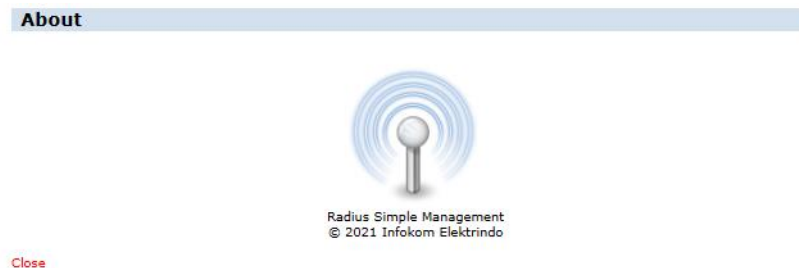 About
Radius Simple Management
© 2021 Infokom Elektrindo
Close